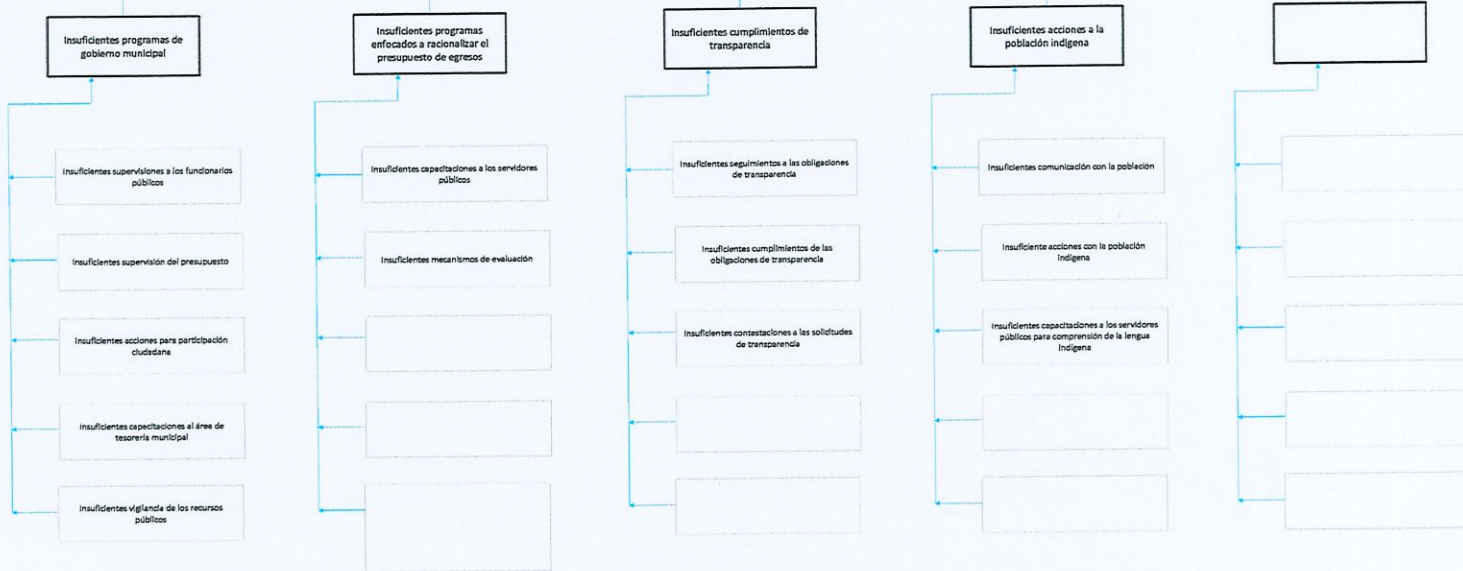 Insuficientes programas de
gobierno municipal
Insuficientes supervisiones a los funcionarios
públicos
Insuficientes supervisión del presupuesto
Insuficientes acciones para participación
ciudadana
Insuficientes capacitaciones al área de
tesorería municipal
Insuficientes vigilancia de los recursos
públicos
Insuficientes programas
enfocados a racionalizar el
presupuesto de egresos
Insuficientes capacitaciones a los servidores
públicos
Insuficientes mecanismos de evaluación
Insuficientes cumplimientos de
transparencia
Insuficientes seguimientos a las obligaciones
de transparencia
Insuficientes cumplimientos de las
obligaciones de transparencia
Insuficientes contestaciones a las solicitudes
de transparencia
Insuficientes acciones a la
población indígena
Insuficientes comunicación con la población
Insuficiente acciones con la población
indígena
Insuficientes capacitaciones a los servidores
públicos para comprensión de la lengua
indígena